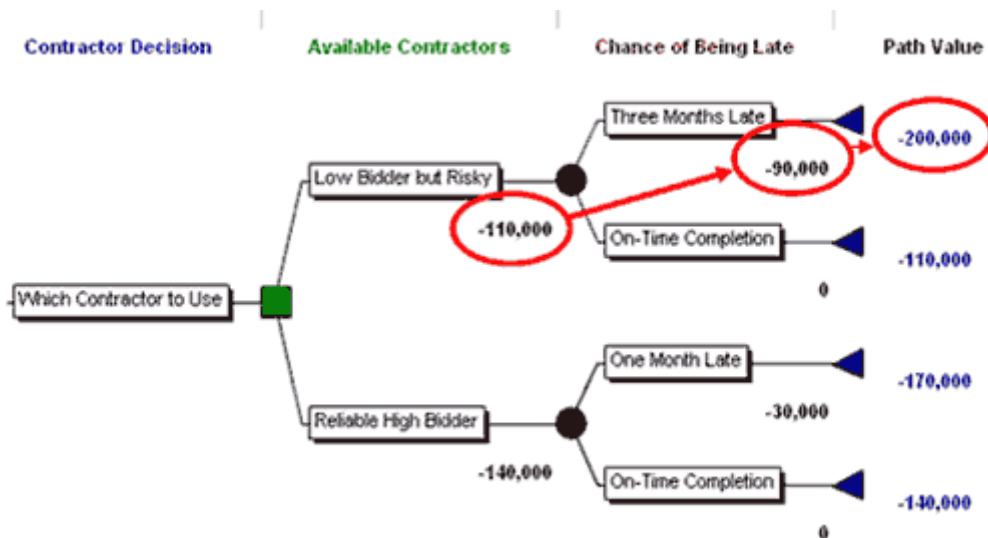 Contractor Decision Available Contractors Chance of Being Late Path Value
Three Months Late
-200,000
-90,000
Low Bidder but Risky
-110,000
On-Time Completion
-110,000
0
Which Contractor to Use
One Month Late
-170,000
-30,000
Reliable High Bidder
-140,000
On-Time Completion
-140,000
0